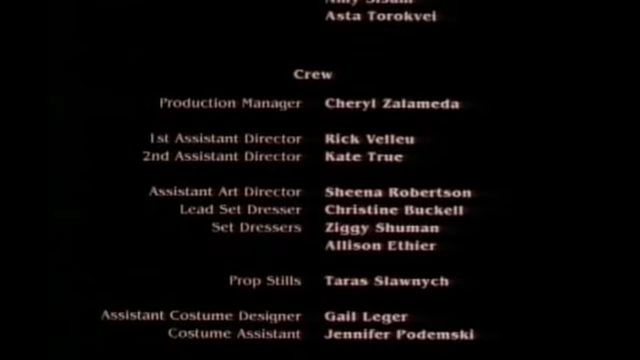 Asta Torokvei
Crew
Production Manager Cheryl Zalameda
1st Assistant Director Rick Velleu
2nd Assistant Director Kate True
Assistant Art Director Sheena Robertson
Lead Set Dresser Christine Buckell
Set Dressers Ziggy Shuman
Allison Ethier
Prop Stills Taras Slawnych
Assistant Costume Designer Gail Leger
Costume Assistant Jennifer Podemski